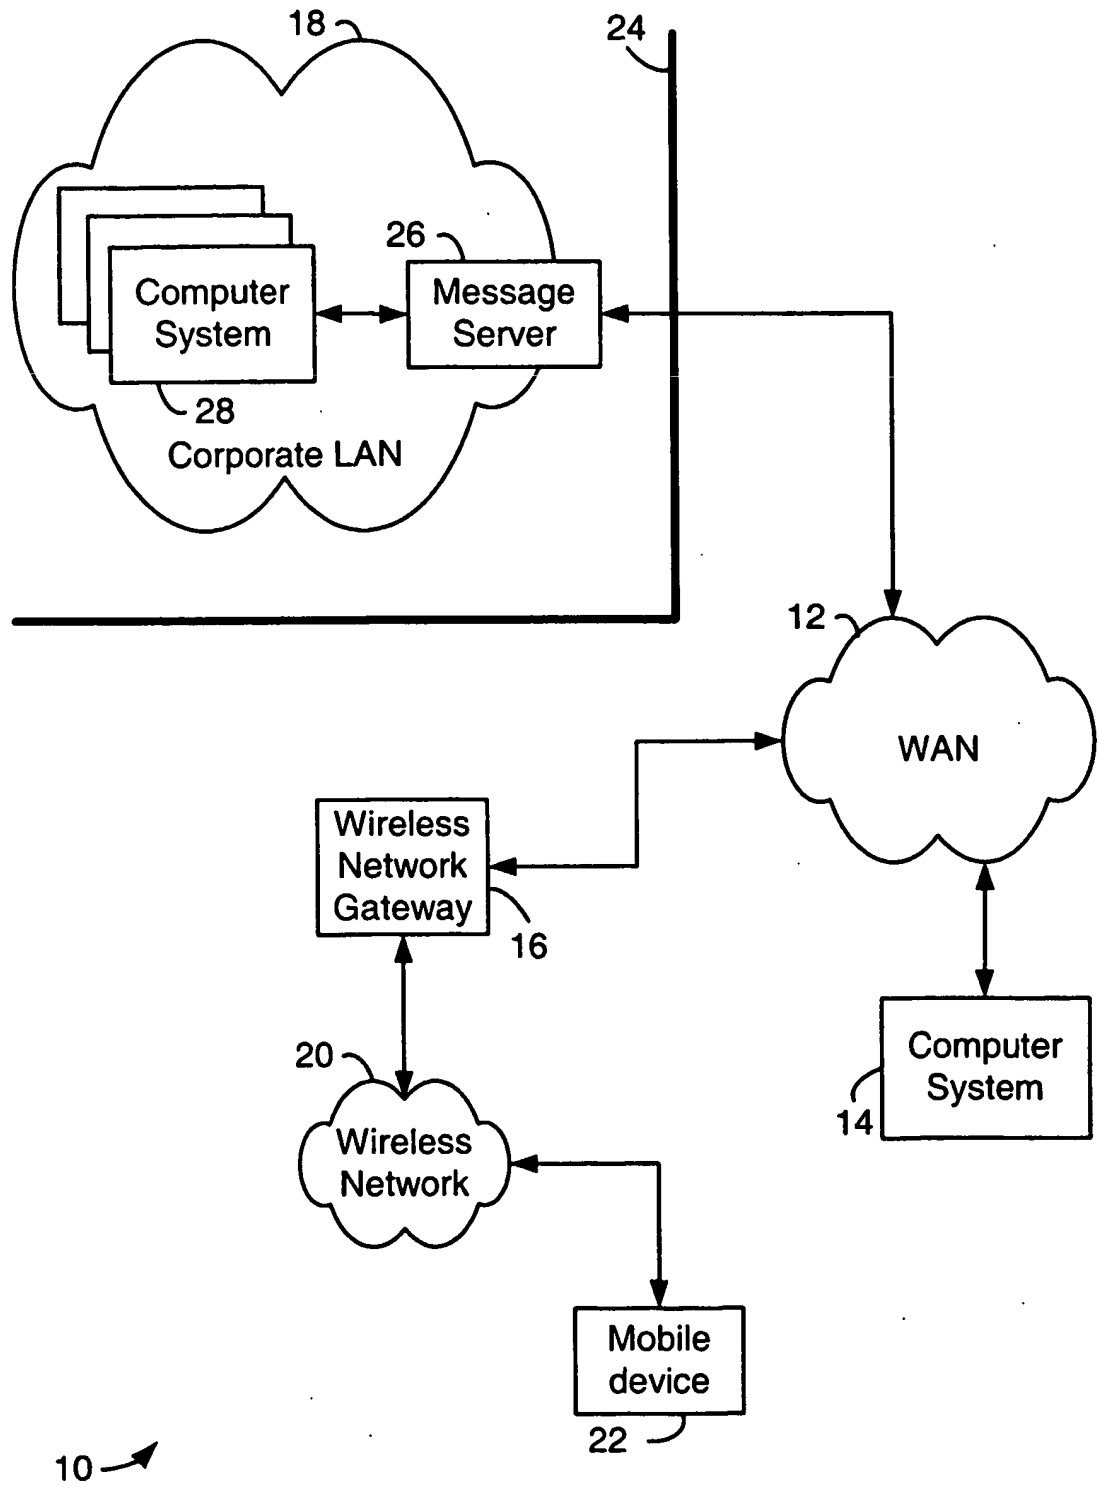 18
24
26
Computer
System
Message
Server
28
Corporate LAN
12
WAN
Wireless
Network
Gateway
16
20
Computer
System
14
Wireless
Network
Mobile
device
22
10